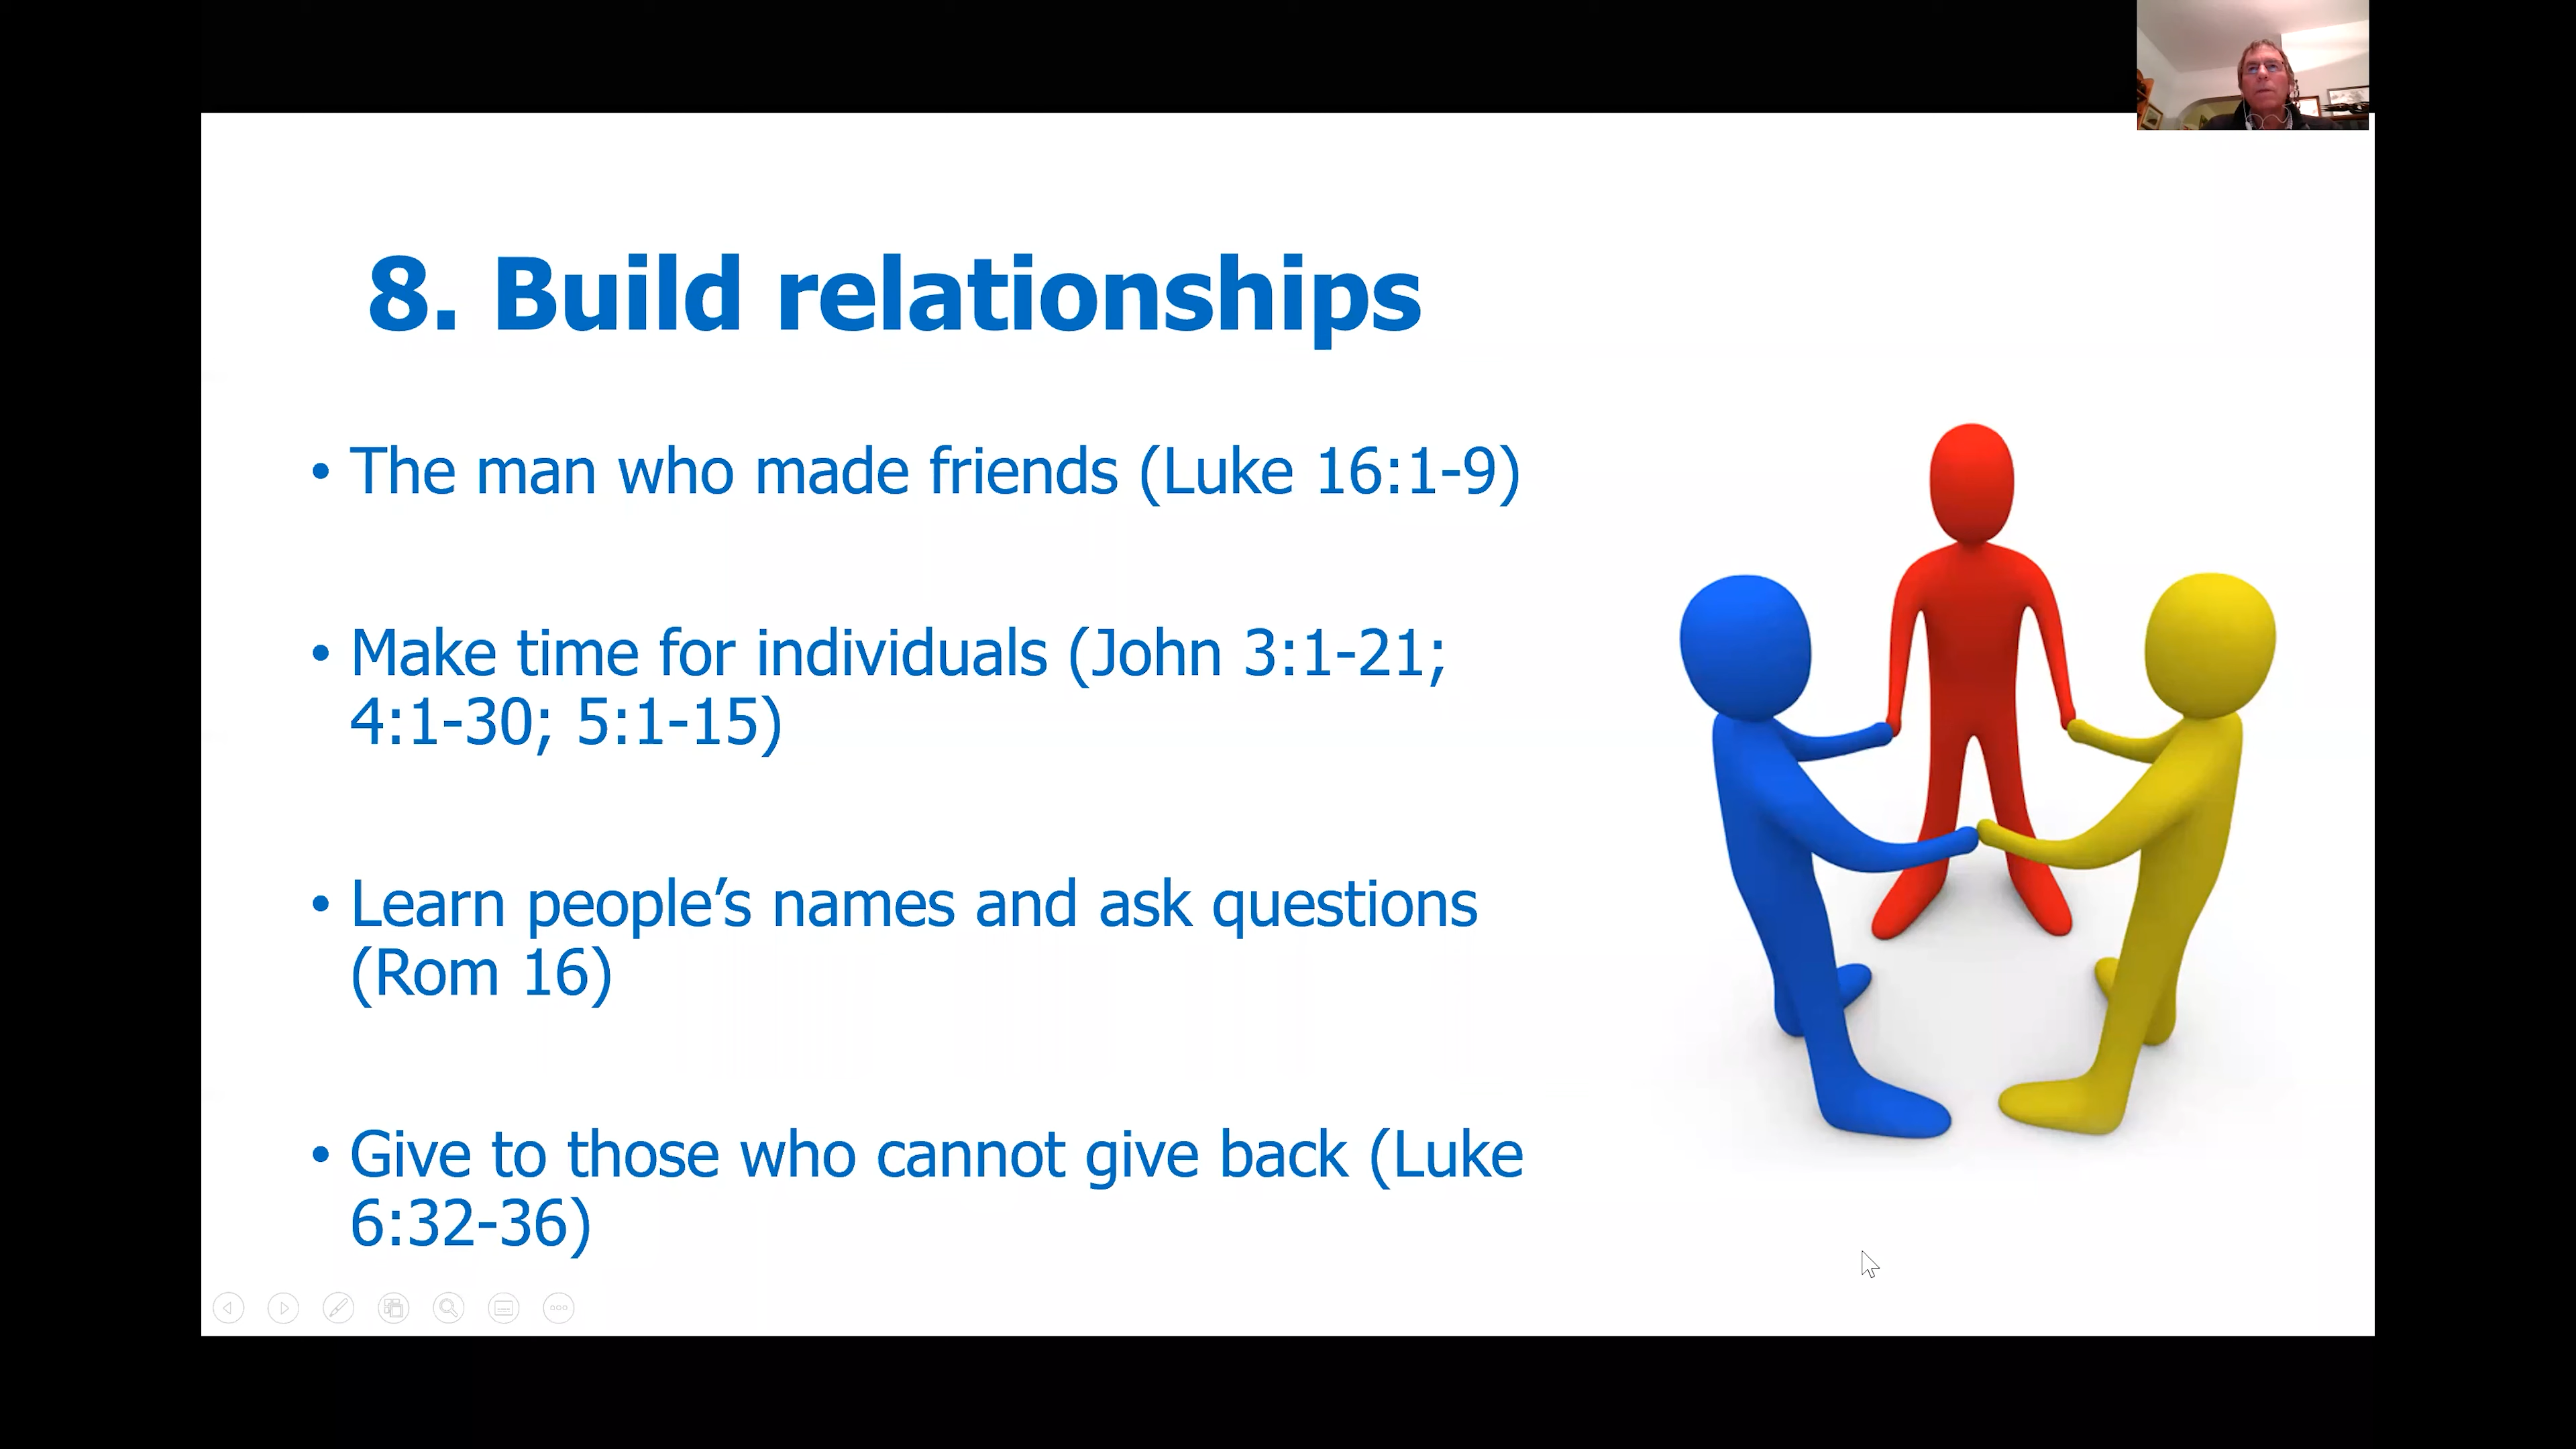 8. Build relationships
• The man who made friends (Luke 16:1-9)
• Make time for individuals (John 3:1-21;
4:1-30; 5:1-15)
• Learn people’s names and ask questions
(Rom 16)
• Give to those who cannot give back (Luke
6:32-36)